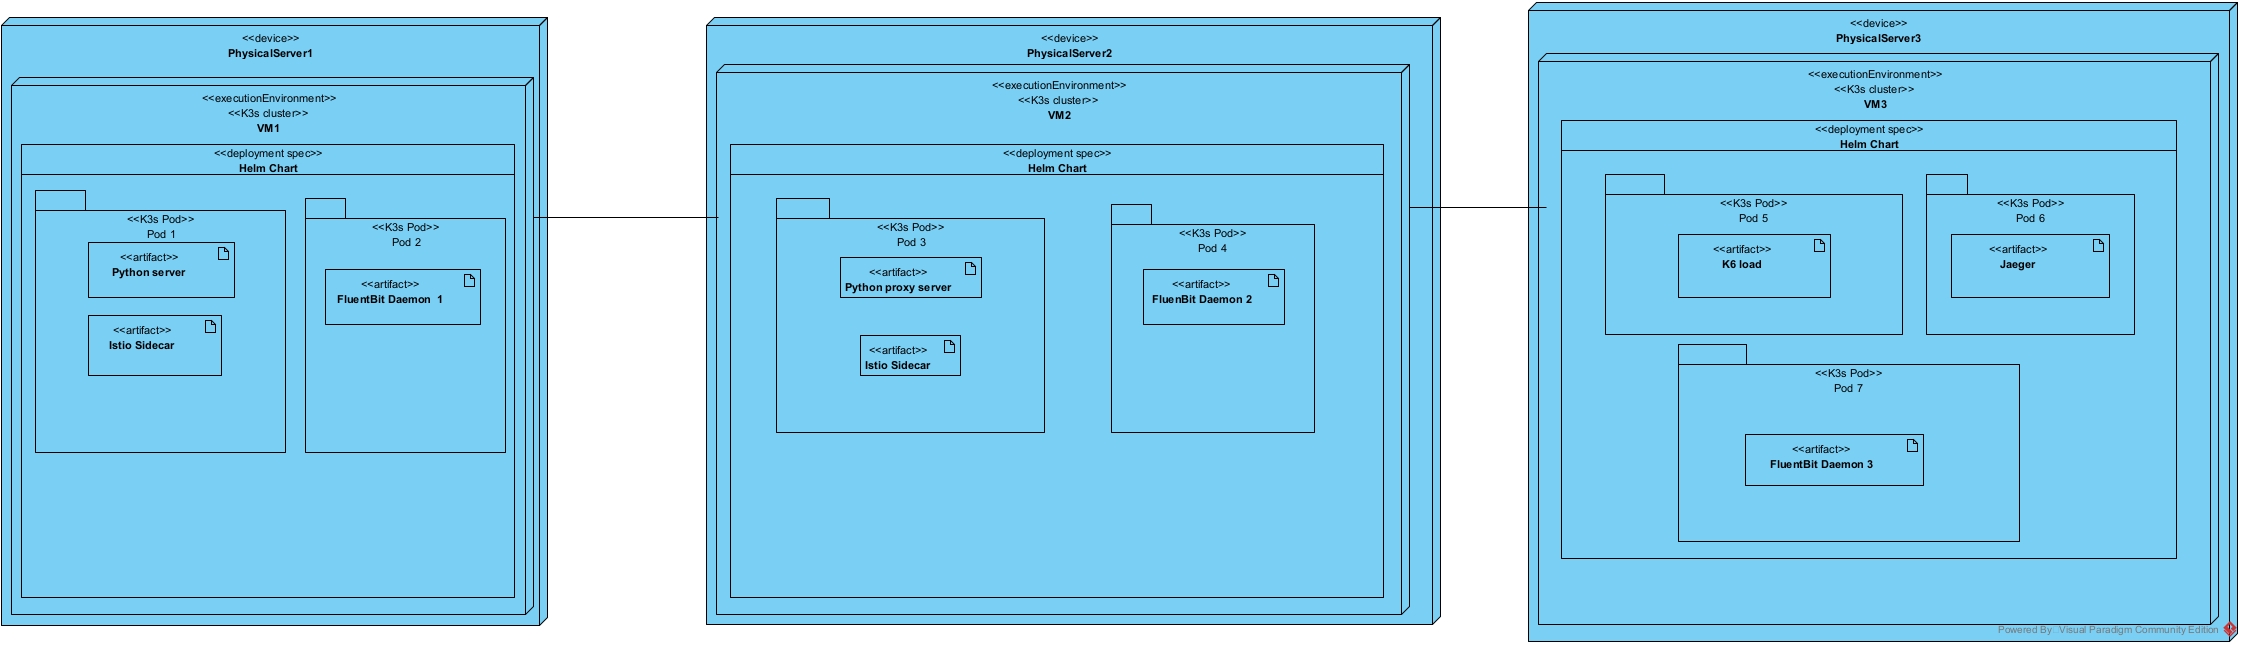 <<device>>
PhysicalServer1
<<executionEnvironment>>
<<K3s cluster>>
VM1
<<deployment spec>>
Helm Chart
<<K3s Pod>>
Pod 1
<<artifact>>
Python server
<<artifact>>
Istio Sidecar
<<K3s Pod>>
Pod 2
<<artifact>>
FluentBit Daemon 1
<<device>>
PhysicalServer2
<<executionEnvironment>>
<<K3s cluster>>
VM2
<<deployment spec>>
Helm Chart
<<K3s Pod>>
Pod 3
<<artifact>>
Python proxy server
<<artifact>>
Istio Sidecar
<<K3s Pod>>
Pod 4
<<artifact>>
FluenBit Daemon 2
<<device>>
PhysicalServer3
<<executionEnvironment>>
<<K3s cluster>>
VM3
<<deployment spec>>
Helm Chart
<<K3s Pod>>
Pod 5
<<artifact>>
K6 load
<<K3s Pod>>
Pod 6
<<artifact>>
Jaeger
<<K3s Pod>>
Pod 7
<<artifact>>
FluentBit Daemon 3
Powered By: Visual Paradigm Community Edition